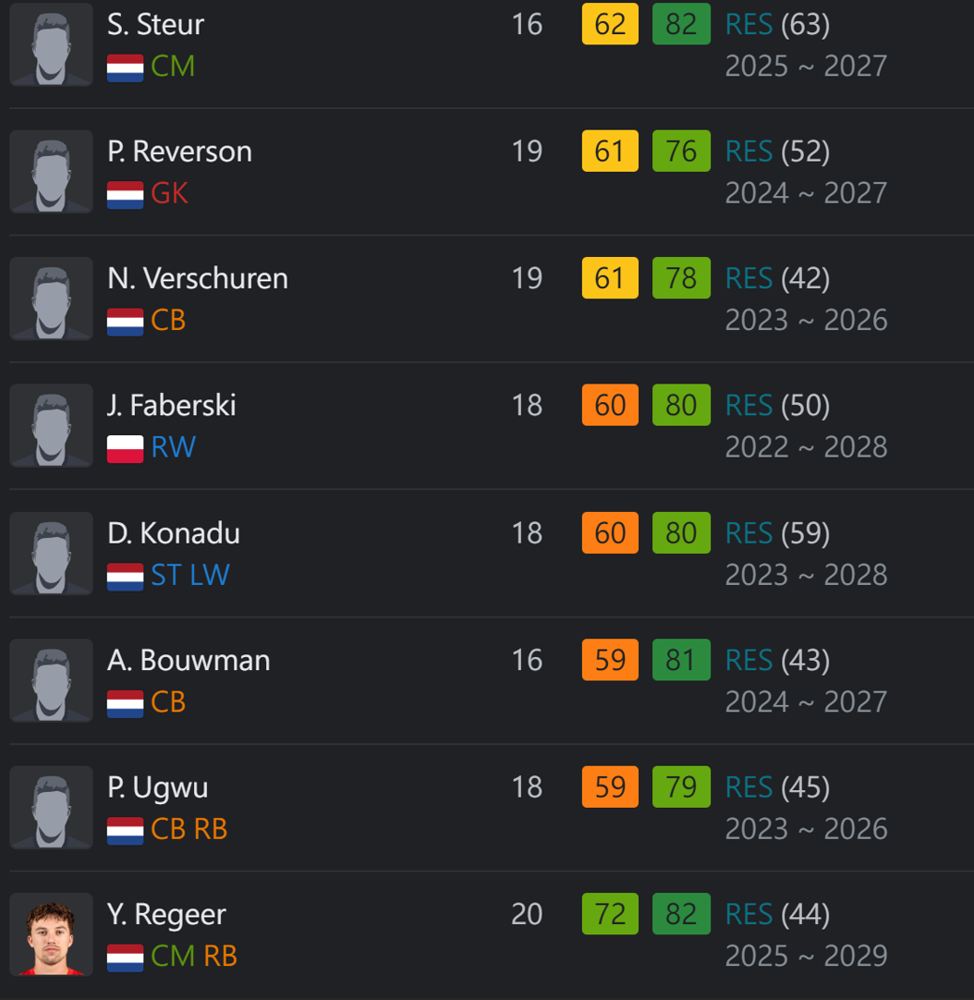 S. Steur 16 62 82 RES (63)
CM 2025 ~ 2027
P. Reverson 19 61 76 RES (52)
GK 2024 ~ 2027
N. Verschuren 19 61 78 RES (42)
CB 2023 ~ 2026
J. Faberski 18 60 80 RES (50)
RW 2022 ~ 2028
D. Konadu 18 60 80 RES (59)
ST LW 2023 ~ 2028
A. Bouwman 16 59 81 RES (43)
CB 2024 ~ 2027
P. Ugwu 18 59 79 RES (45)
CB RB 2023 ~ 2026
Y. Regeer 20 72 82 RES (44)
CM RB 2025 ~ 2029